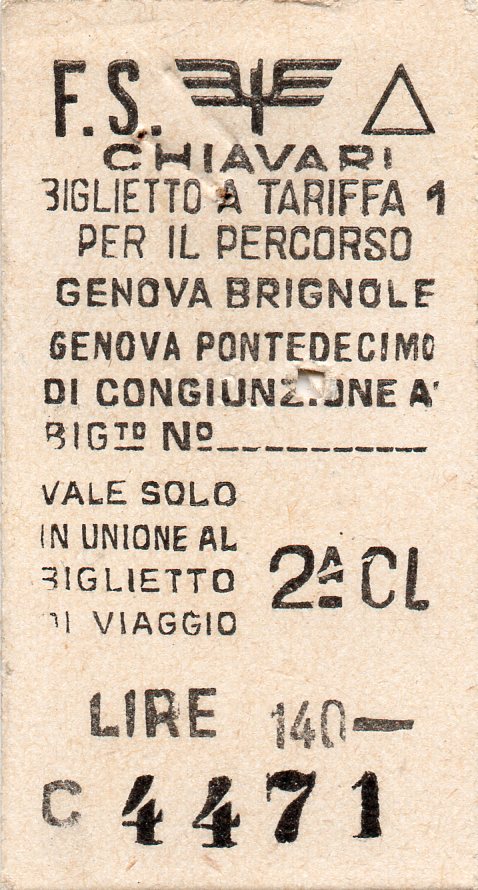 F.S.
CHIAVARI
BIGLIETTO A TARIFFA 1
PER IL PERCORSO
GENOVA BRIGNOLE
GENOVA PONTEDECIMO
DI CONGIUNZIONE A'
BIGTO No
VALE SOLO
IN UNIONE AL
BIGLIETTO
DI VIAGGIO
2A CL
LIRE 140—
C 4471